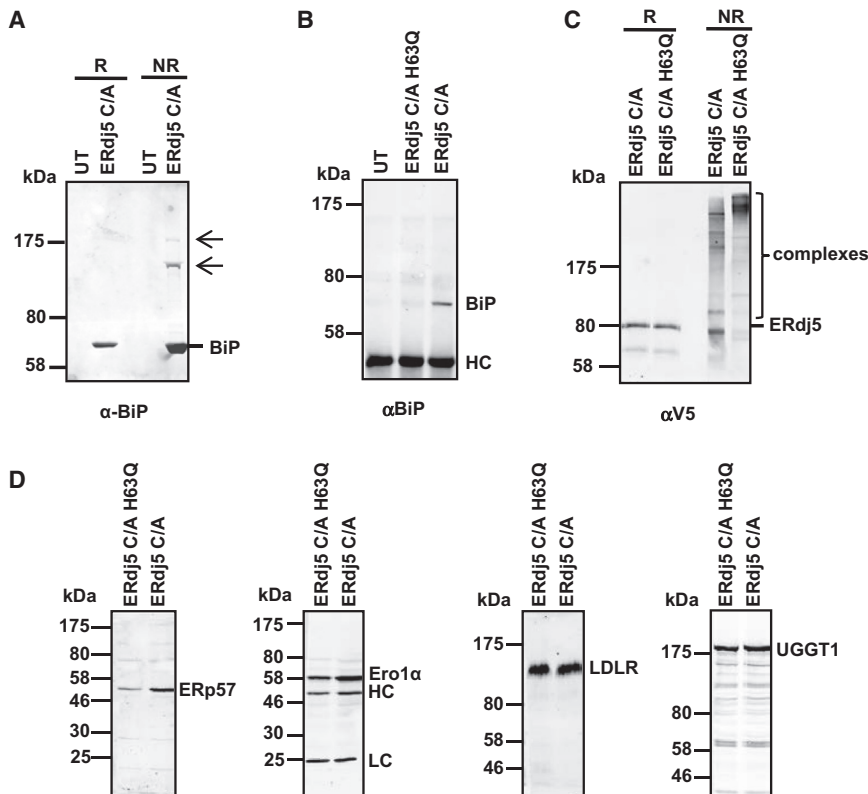 A
R NR
UT
ERdj5 C/A
UT
ERdj5 C/A
kDa
175
80
58
BiP
α-BiP
B
UT
ERdj5 C/A H63Q
ERdj5 C/A
kDa
175
80
58
BiP
HC
αBiP
C
R NR
ERdj5 C/A
ERdj5 C/A H63Q
ERdj5 C/A
ERdj5 C/A H63Q
kDa
175
80
58
complexes
ERdj5
αV5
D
ERdj5 C/A H63Q
ERdj5 C/A
kDa
175
80
58
46
30
25
ERp57
ERdj5 C/A H63Q
ERdj5 C/A
kDa
175
80
58
46
30
25
Ero1α
HC
LC
ERdj5 C/A H63Q
ERdj5 C/A
kDa
175
80
58
46
LDLR
ERdj5 C/A H63Q
ERdj5 C/A
kDa
175
80
58
46
UGGT1